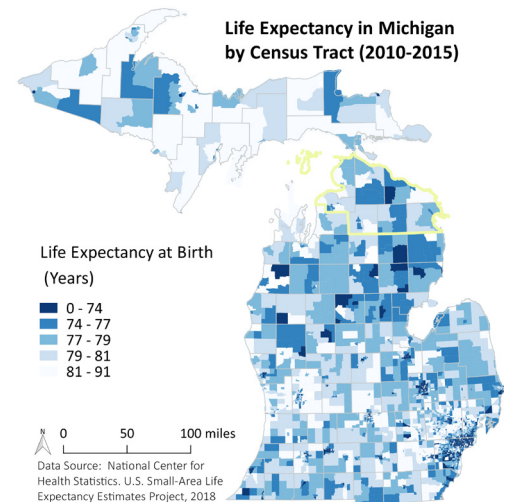 Life Expectancy in Michigan
by Census Tract (2010-2015)
Life Expectancy at Birth
(Years)
0 - 74
74 - 77
77 - 79
79 - 81
81 - 91
N
0 50 100 miles
Data Source: National Center for
Health Statistics. U.S. Small-Area Life
Expectancy Estimates Project, 2018